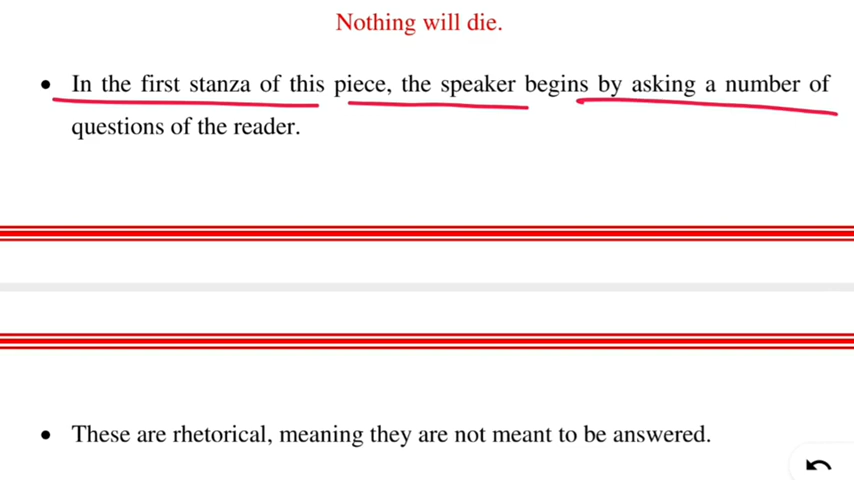 Nothing will die.
• In the first stanza of this piece, the speaker begins by asking a number of
questions of the reader.
• These are rhetorical, meaning they are not meant to be answered.